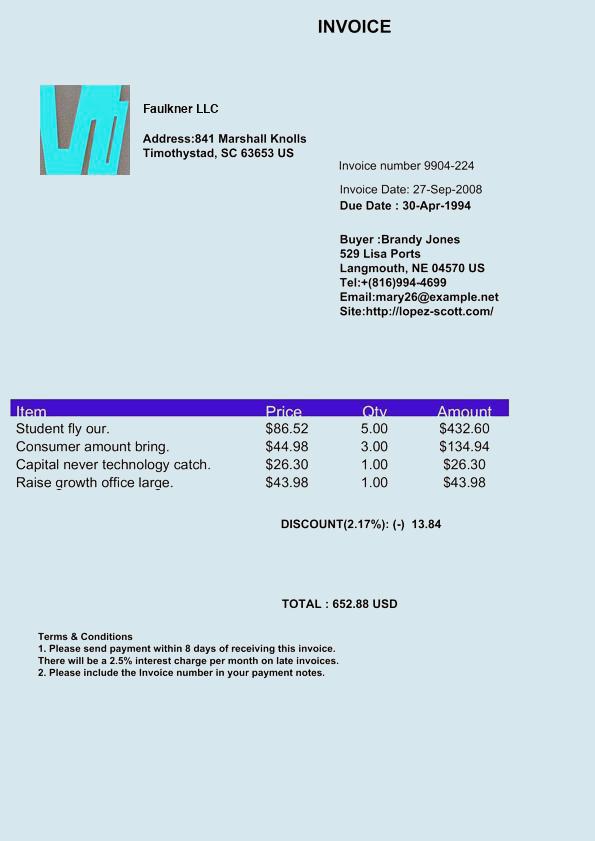 INVOICE
Faulkner LLC
Address:841 Marshall Knolls
Timothystad, SC 63653 US
Invoice number 9904-224
Invoice Date: 27-Sep-2008
Due Date : 30-Apr-1994
Buyer :Brandy Jones
529 Lisa Ports
Langmouth, NE 04570 US
Tel:+(816)994-4699
Email:mary26@example.net
Site:http://lopez-scott.com/
Item Price Qty Amount
Student fly our. $86.52 5.00 $432.60
Consumer amount bring. $44.98 3.00 $134.94
Capital never technology catch. $26.30 1.00 $26.30
Raise growth office large. $43.98 1.00 $43.98
DISCOUNT(2.17%): (-) 13.84
TOTAL : 652.88 USD
Terms & Conditions
1. Please send payment within 8 days of receiving this invoice.
There will be a 2.5% interest charge per month on late invoices.
2. Please include the Invoice number in your payment notes.